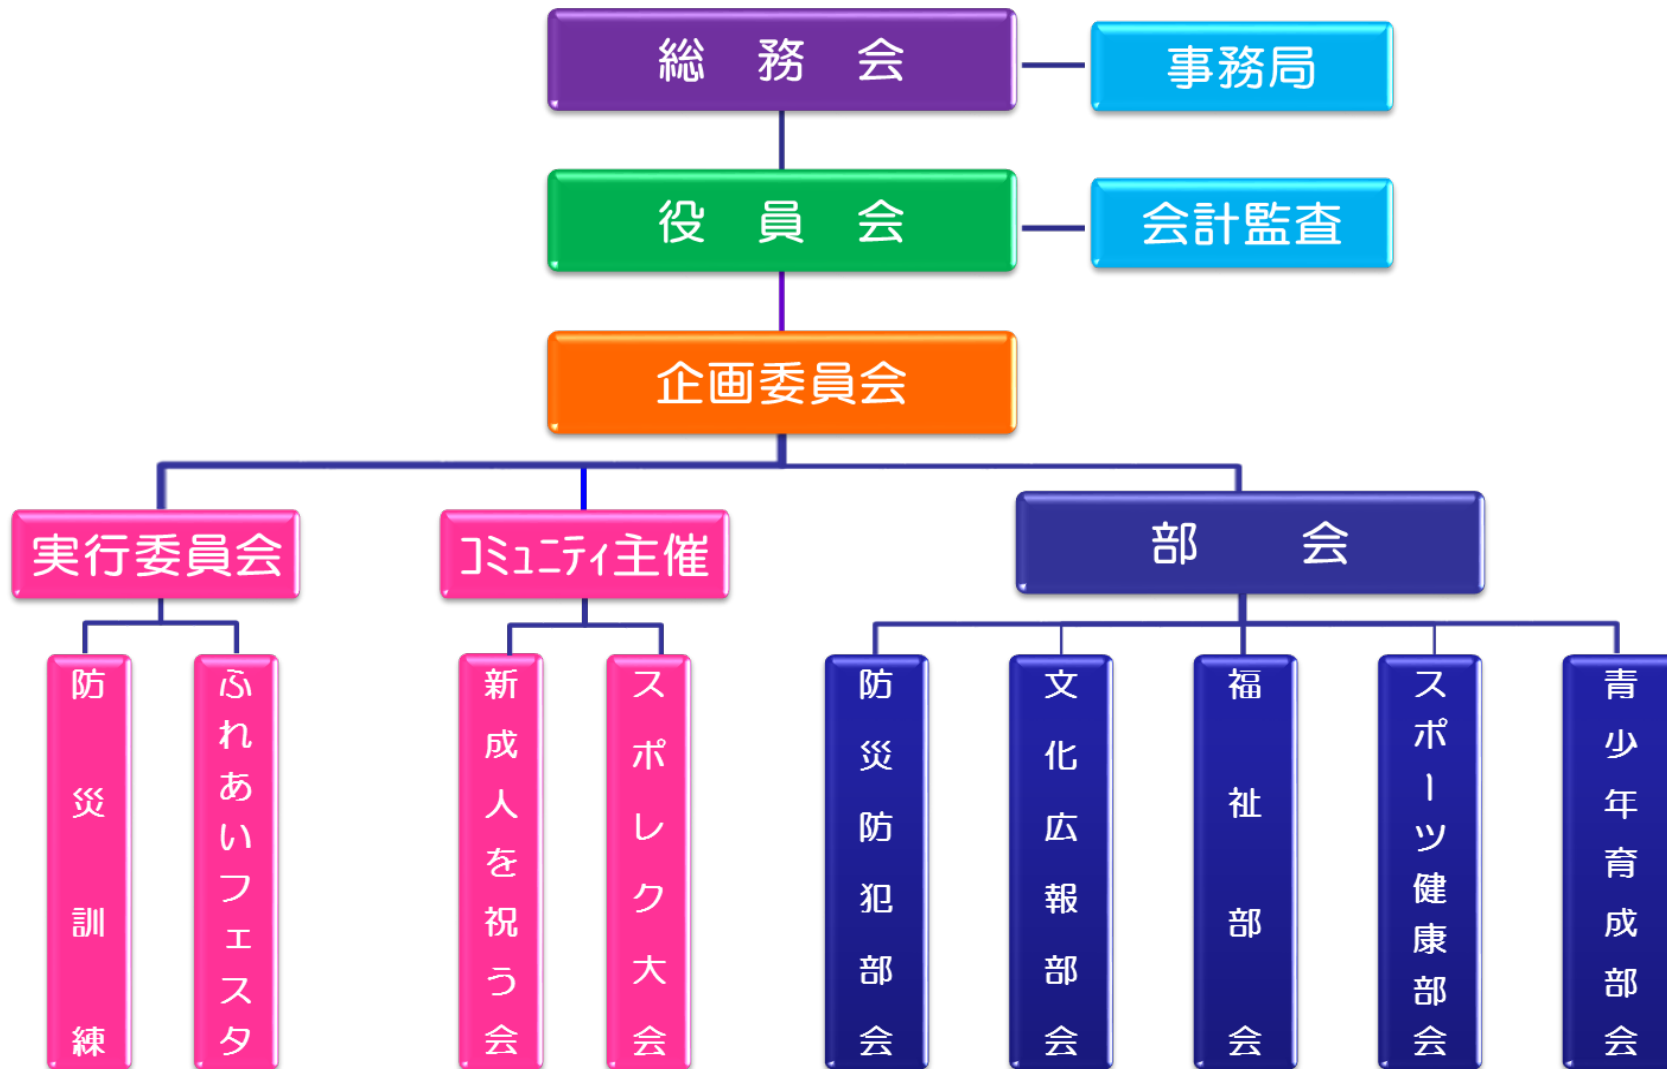 総務会
事務局
役員会
会計監査
企画委員会
実行委員会
コミュニティ主催
部会
防災訓練
ふれあいフェスタ
新成人を祝う会
スポレク大会
防災防犯部会
文化広報部会
福祉部会
スポーツ健康部会
青少年育成部会